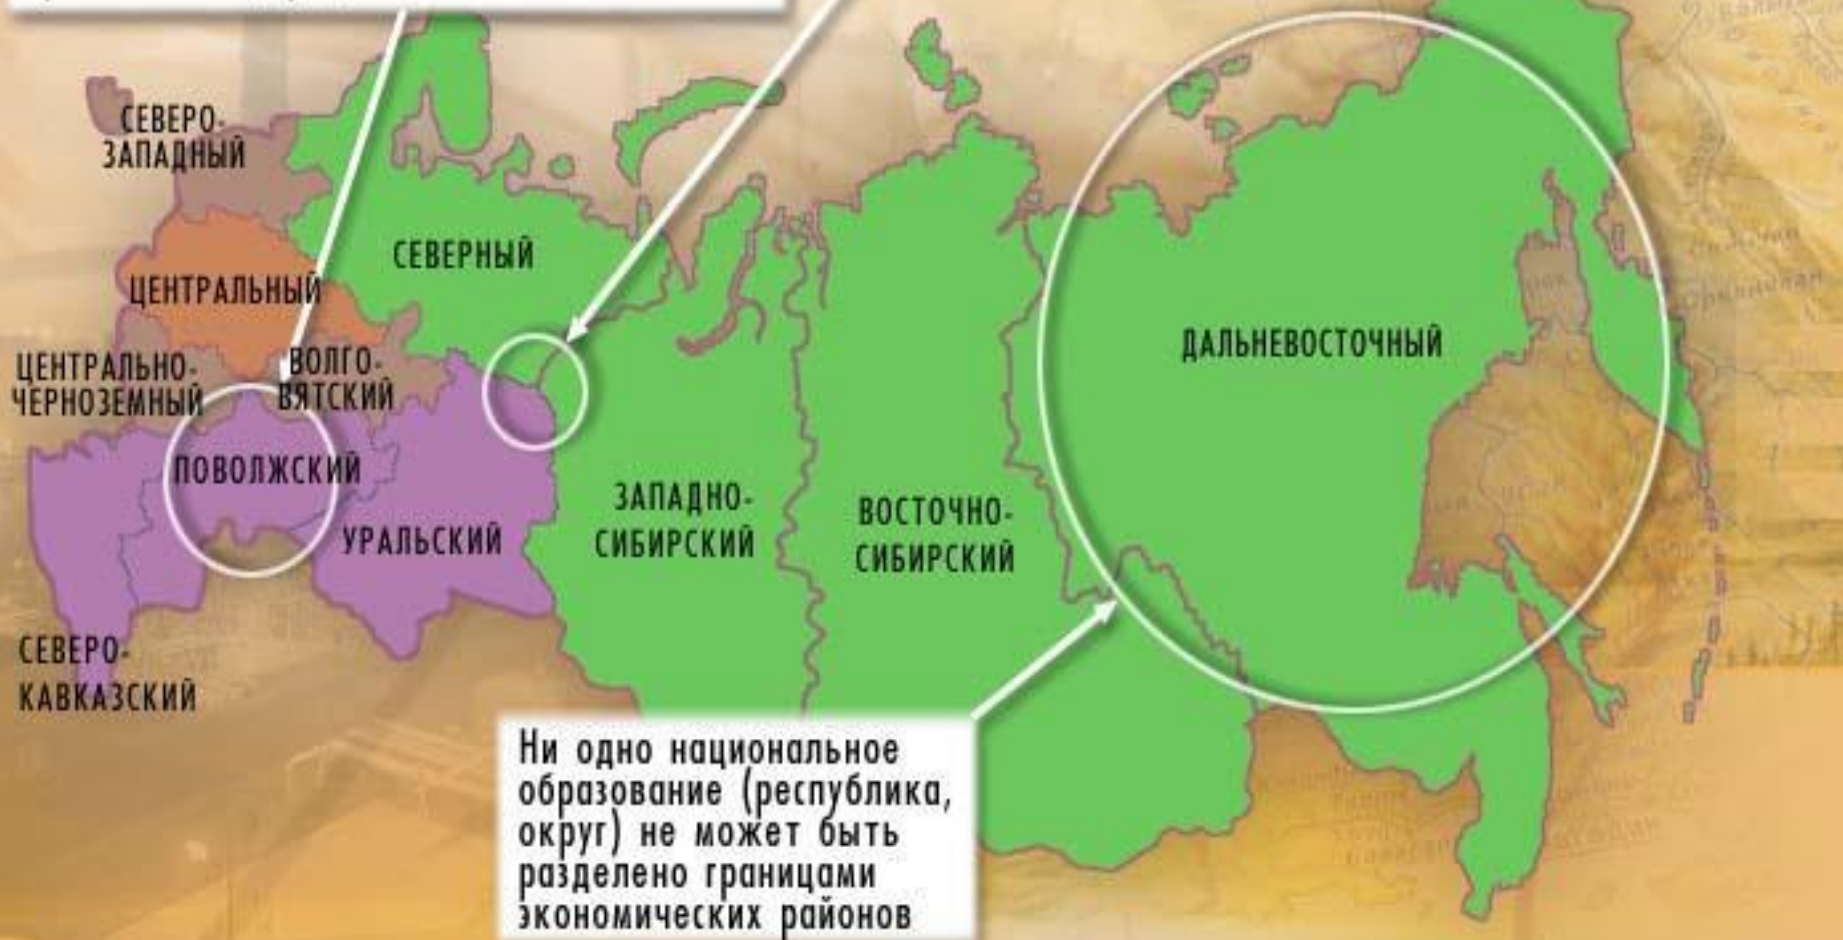 СЕВЕРО-
ЗАПАДНЫЙ
СЕВЕРНЫЙ
ЦЕНТРАЛЬНЫЙ
ДАЛЬНЕВОСТОЧНЫЙ
ЦЕНТРАЛЬНО-
ЧЕРНОЗЕМНЫЙ
ВОЛГО-
ВЯТСКИЙ
ПОВОЛЖСКИЙ
УРАЛЬСКИЙ
ЗАПАДНО-
СИБИРСКИЙ
ВОСТОЧНО-
СИБИРСКИЙ
СЕВЕРО-
КАВКАЗСКИЙ
Ни одно национальное
образование (республика,
округ) не может быть
разделено границами
экономических районов